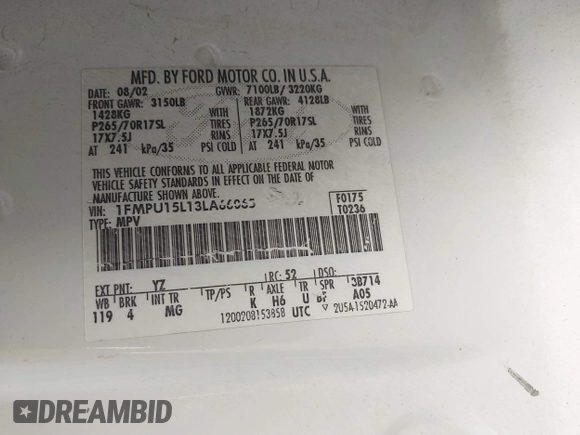 MFD. BY FORD MOTOR CO. IN U.S.A.
DATE: 08/02 GVWR: 7100LB/ 3220KG
FRONT GAWR: 3150LB REAR GAWR: 4128LB
1428KG WITH 1872KG WITH
P265/70R17SL TIRES P265/70R17SL TIRES
17X7.5J RIMS 17X7.5J RIMS
AT 241 kPa/35 PSI COLD AT 241 kPa/35 PSI COLD
THIS VEHICLE CONFORMS TO ALL APPLICABLE FEDERAL MOTOR
VEHICLE SAFETY STANDARDS IN EFFECT ON THE DATE OF
MANUFACTURE SHOWN ABOVE.
VIN: F0175
TYPE: MPV T0236
EXT PNT: YZ RC: 52 DSO:
WB BRK INT TR TP/PS R AXLE TR SPR 3B714
119 4 MG K H6 U A05
1200208153858 UTC ▽ 2U5A-1520472-AA
DREAMBID